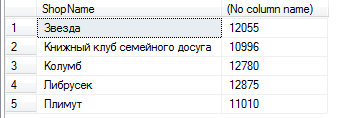 ShopName (No column name)
1 Звезда 12055
2 Книжный клуб семейного досуга 10996
3 Колумб 12780
4 Либрусек 12875
5 Плимут 11010